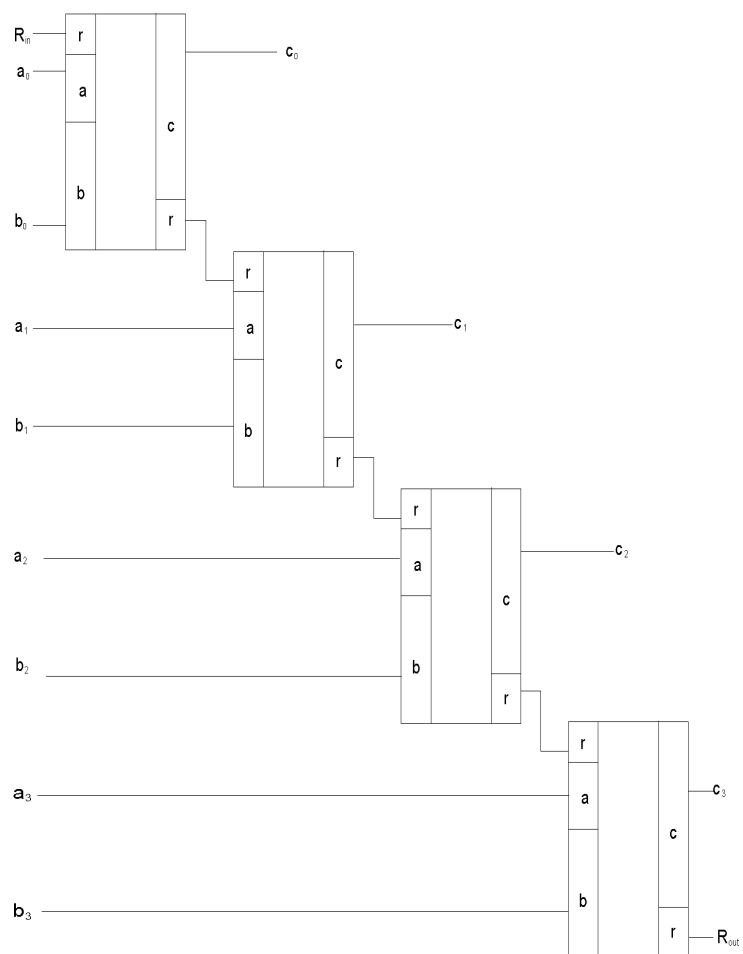 R_in r
a_0 a c_0
c
b
b_0 r
r
a_1 a c_1
c
b_1 b
r
r
a_2 a c_2
c
b_2 b
r
r
a_3 a c_3
c
b_3 b
r R_out